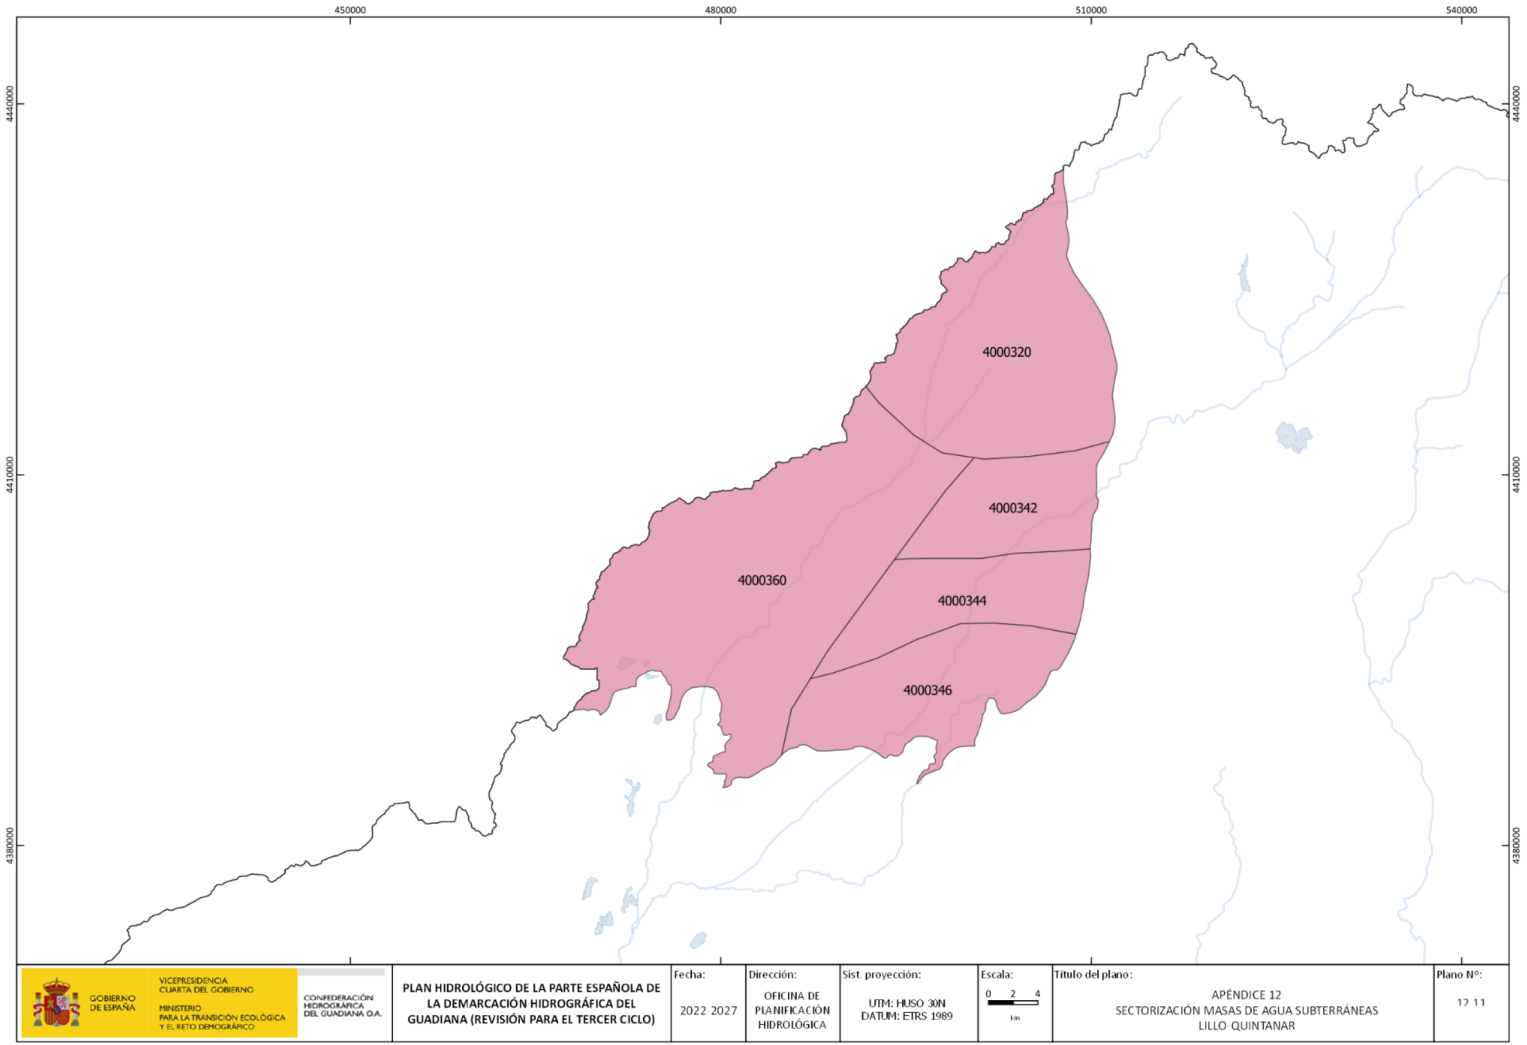 450000
480000
510000
540000
4440000
4440000
4000320
4410000
4410000
4000342
4000360
4000344
4000346
4380000
4380000
GOBIERNO
DE ESPAÑA
VICEPRESIDENCIA
CUARTA DEL GOBIERNO
MINISTERIO
PARA LA TRANSICIÓN ECOLÓGICA
Y EL RETO DEMOGRÁFICO
CONFEDERACIÓN
HIDROGRÁFICA
DEL GUADIANA O.A.
PLAN HIDROLÓGICO DE LA PARTE ESPAÑOLA DE
LA DEMARCACIÓN HIDROGRÁFICA DEL
GUADIANA (REVISIÓN PARA EL TERCER CICLO)
Fecha:
2022-2027
Dirección:
OFICINA DE
PLANIFICACIÓN
HIDROLÓGICA
Sist. proyección:
UTM: HUSO 30N
DATUM: ETRS 1989
Escala:
0 2 4
km
Título del plano:
APÉNDICE 12
SECTORIZACIÓN MASAS DE AGUA SUBTERRÁNEAS
LILLO-QUINTANAR
Plano Nº:
12.11